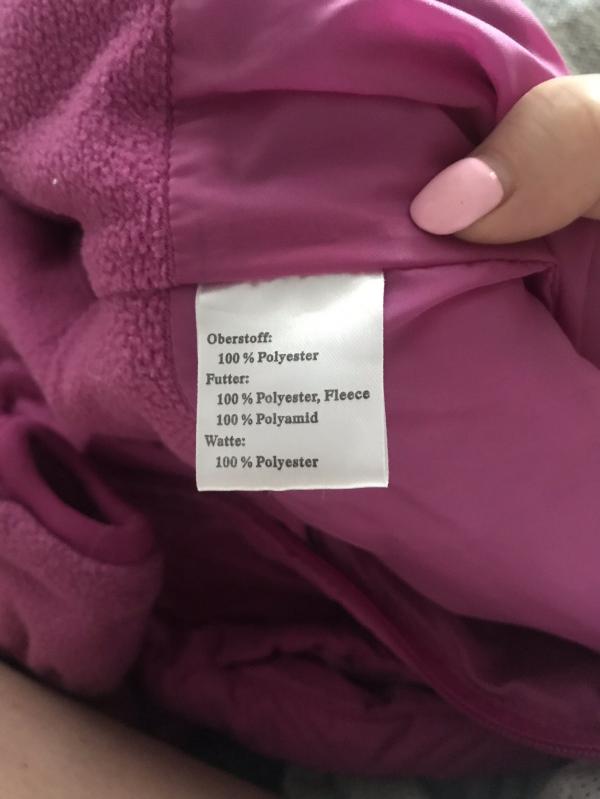 Oberstoff:
100 % Polyester
Futter:
100 % Polyester, Fleece
100 % Polyamid
Watte:
100 % Polyester